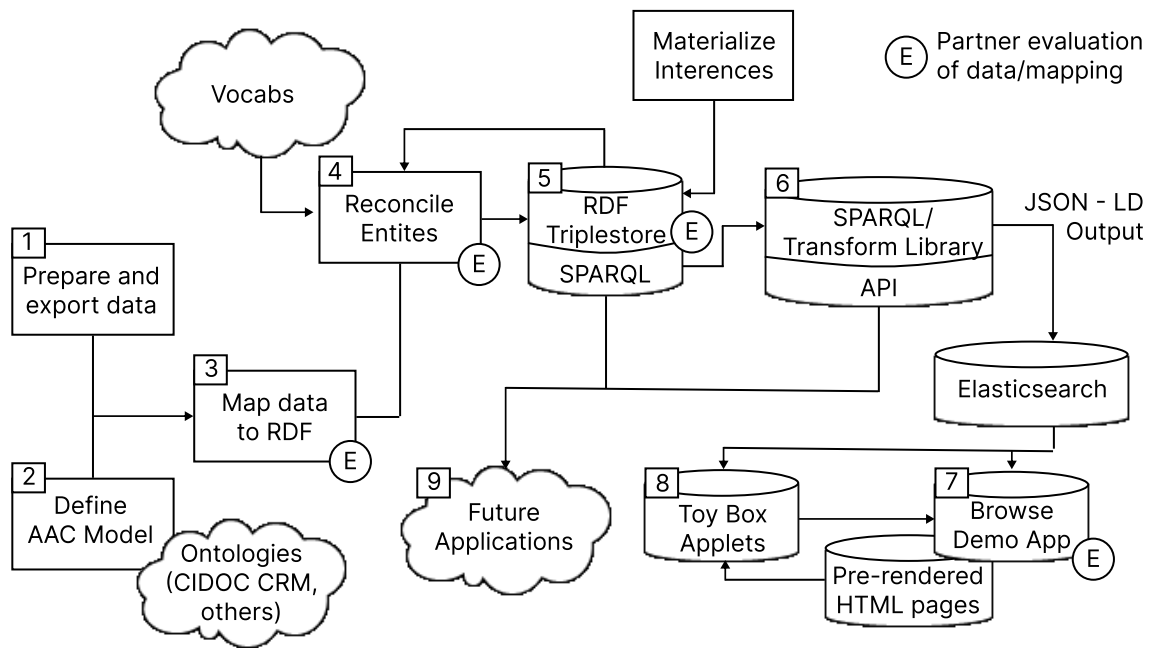 Vocabs
Materialize
Interences
E
Partner evaluation
of data/mapping
1
Prepare and
export data
2
Define
AAC Model
Ontologies
(CIDOC CRM,
others)
3
Map data
to RDF
E
4
Reconcile
Entites
E
5
RDF
Triplestore
E
SPARQL
6
SPARQL/
Transform Library
API
JSON - LD
Output
Elasticsearch
9
Future
Applications
8
Toy Box
Applets
7
Browse
Demo App
E
Pre-rendered
HTML pages